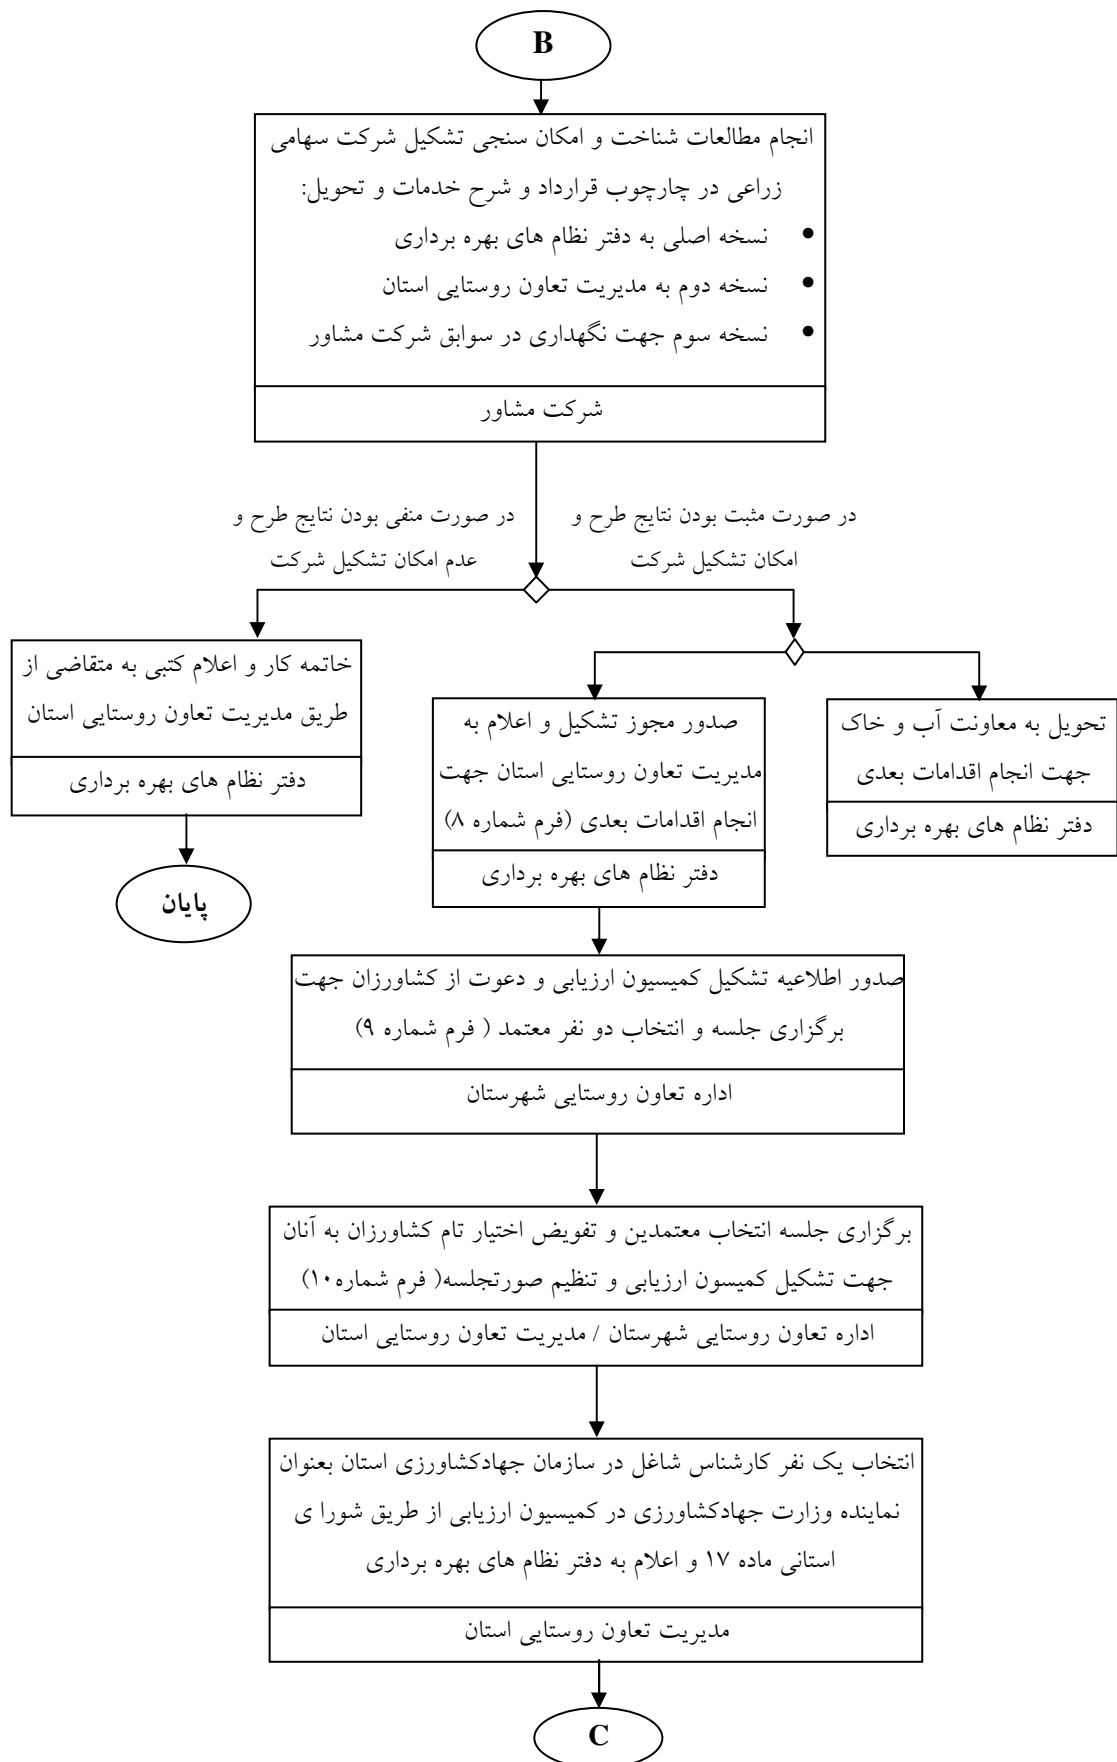 B
انجام مطالعات شناخت و امکان سنجی تشکیل شرکت سهامی
زراعی در چارچوب قرارداد و شرح خدمات و تحویل:
● نسخه اصلی به دفتر نظام های بهره برداری
● نسخه دوم به مدیریت تعاون روستایی استان
● نسخه سوم جهت نگهداری در سوابق شرکت مشاور
شرکت مشاور
در صورت مثبت بودن نتایج طرح و
امکان تشکیل شرکت
در صورت منفی بودن نتایج طرح و
عدم امکان تشکیل شرکت
تحویل به معاونت آب و خاک
جهت انجام اقدامات بعدی
دفتر نظام های بهره برداری
صدور مجوز تشکیل و اعلام به
مدیریت تعاون روستایی استان جهت
انجام اقدامات بعدی (فرم شماره ۸)
دفتر نظام های بهره برداری
خاتمه کار و اعلام کتبی به متقاضی از
طریق مدیریت تعاون روستایی استان
دفتر نظام های بهره برداری
پایان
صدور اطلاعیه تشکیل کمیسیون ارزیابی و دعوت از کشاورزان جهت
برگزاری جلسه و انتخاب دو نفر معتمد ( فرم شماره ۹)
اداره تعاون روستایی شهرستان
برگزاری جلسه انتخاب معتمدین و تفویض اختیار تام کشاورزان به آنان
جهت تشکیل کمیسون ارزیابی و تنظیم صورتجلسه( فرم شماره۱۰)
اداره تعاون روستایی شهرستان / مدیریت تعاون روستایی استان
انتخاب یک نفر کارشناس شاغل در سازمان جهادکشاورزی استان بعنوان
نماینده وزارت جهادکشاورزی در کمیسیون ارزیابی از طریق شورا ی
استانی ماده ۱۷ و اعلام به دفتر نظام های بهره برداری
مدیریت تعاون روستایی استان
C